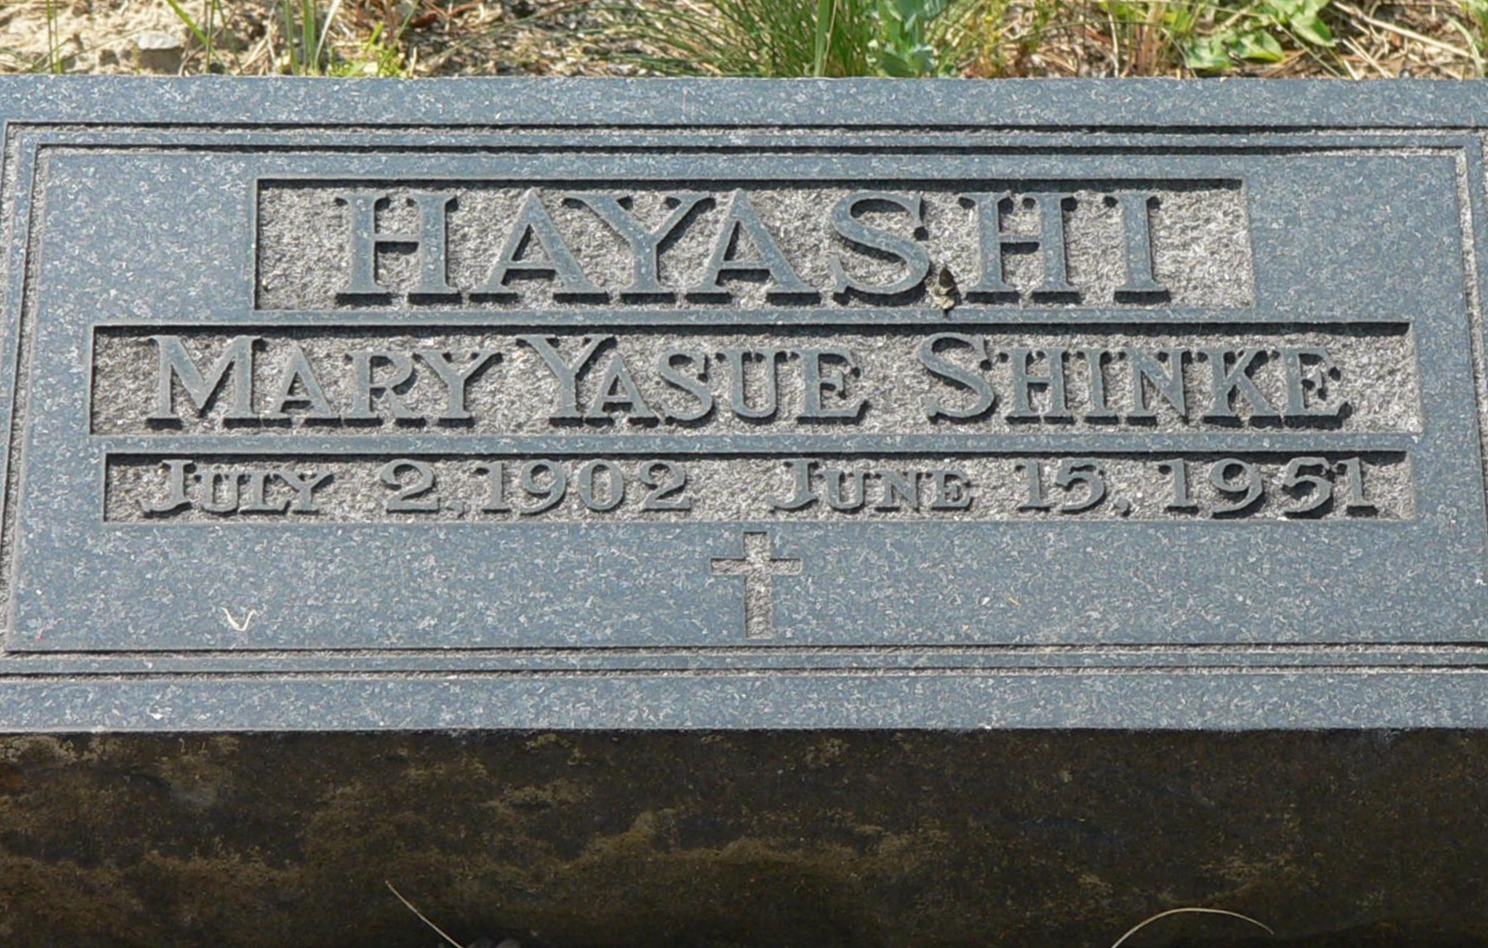 HAYASHI
MARY YASUE SHINKE
JULY 2, 1902 JUNE 15, 1951